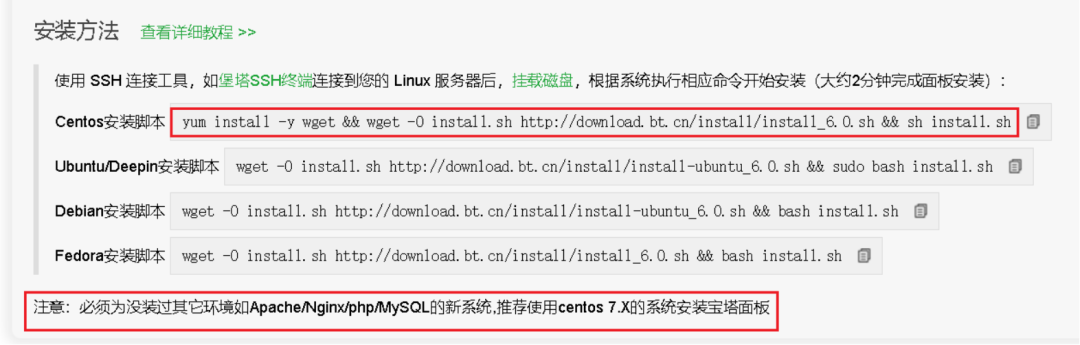 安装方法 查看详细教程 >>
使用 SSH 连接工具，如堡塔SSH终端连接到您的 Linux 服务器后，挂载磁盘，根据系统执行相应命令开始安装（大约2分钟完成面板安装）：
Centos安装脚本 yum install -y wget && wget -O install.sh http://download.bt.cn/install/install_6.0.sh && sh install.sh
Ubuntu/Deepin安装脚本 wget -O install.sh http://download.bt.cn/install/install-ubuntu_6.0.sh && sudo bash install.sh
Debian安装脚本 wget -O install.sh http://download.bt.cn/install/install-ubuntu_6.0.sh && bash install.sh
Fedora安装脚本 wget -O install.sh http://download.bt.cn/install/install_6.0.sh && bash install.sh
注意：必须为没装过其它环境如Apache/Nginx/php/MySQL的新系统,推荐使用centos 7.X的系统安装宝塔面板